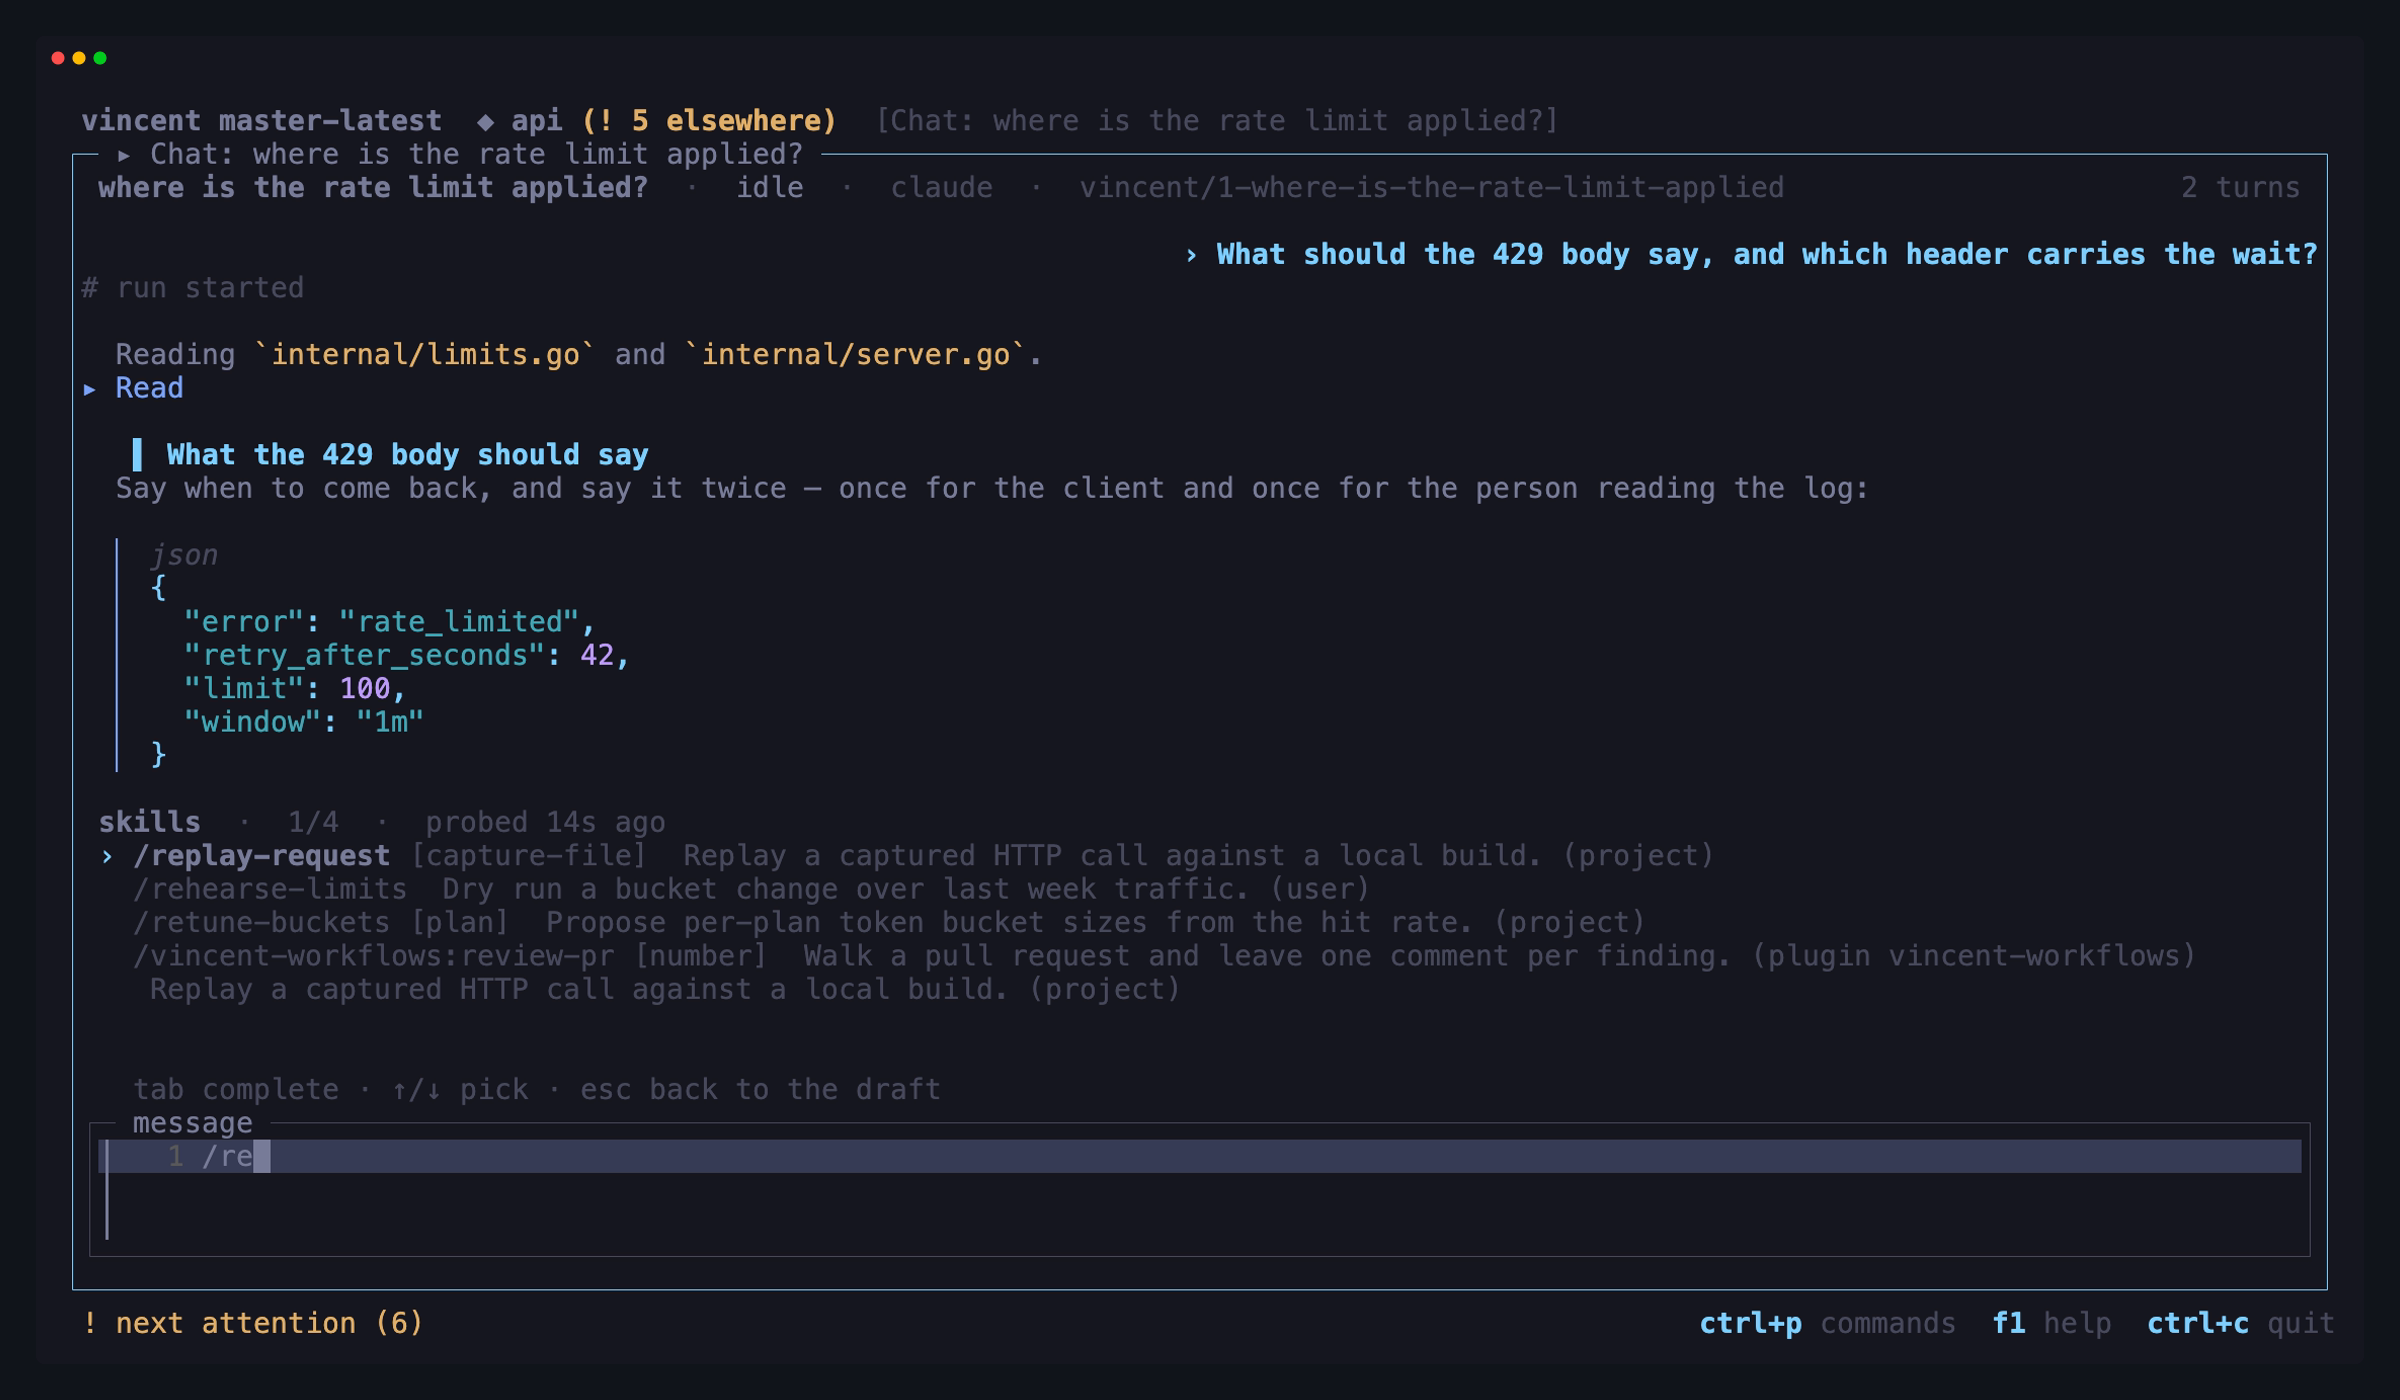 vincent master-latest ◆ api (! 5 elsewhere) [Chat: where is the rate limit applied?]
▸ Chat: where is the rate limit applied?
where is the rate limit applied? · idle · claude · vincent/1-where-is-the-rate-limit-applied 2 turns
› What should the 429 body say, and which header carries the wait?
# run started
Reading `internal/limits.go` and `internal/server.go`.
▸ Read
What the 429 body should say
Say when to come back, and say it twice — once for the client and once for the person reading the log:
json
{
"error": "rate_limited",
"retry_after_seconds": 42,
"limit": 100,
"window": "1m"
}
skills · 1/4 · probed 14s ago
› /replay-request [capture-file] Replay a captured HTTP call against a local build. (project)
/rehearse-limits Dry run a bucket change over last week traffic. (user)
/retune-buckets [plan] Propose per-plan token bucket sizes from the hit rate. (project)
/vincent-workflows:review-pr [number] Walk a pull request and leave one comment per finding. (plugin vincent-workflows)
Replay a captured HTTP call against a local build. (project)
tab complete · ↑/↓ pick · esc back to the draft
message
1 /re
! next attention (6) ctrl+p commands f1 help ctrl+c quit